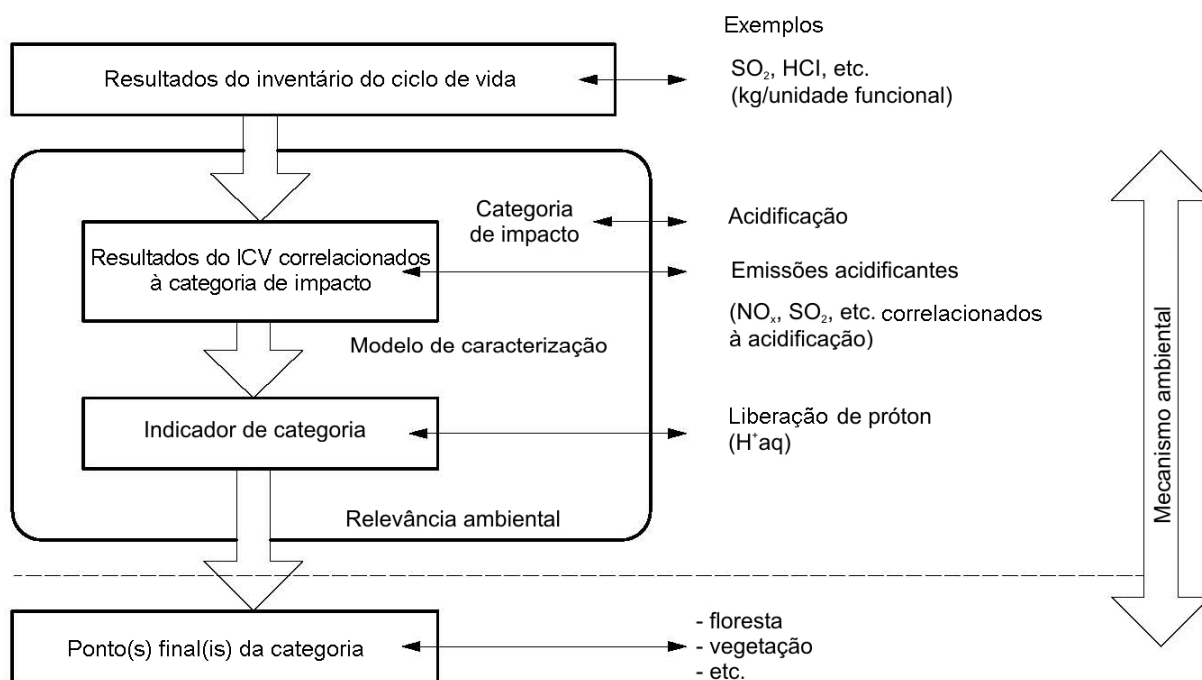 Exemplos
Resultados do inventário do ciclo de vida
SO₂, HCl, etc.
(kg/unidade funcional)
Categoria
de impacto
Acidificação
Resultados do ICV correlacionados
à categoria de impacto
Emissões acidificantes
(NOₓ, SO₂, etc. correlacionados
à acidificação)
Modelo de caracterização
Indicador de categoria
Liberação de próton
(H⁺aq)
Relevância ambiental
Mecanismo ambiental
Ponto(s) final(is) da categoria
- floresta
- vegetação
- etc.